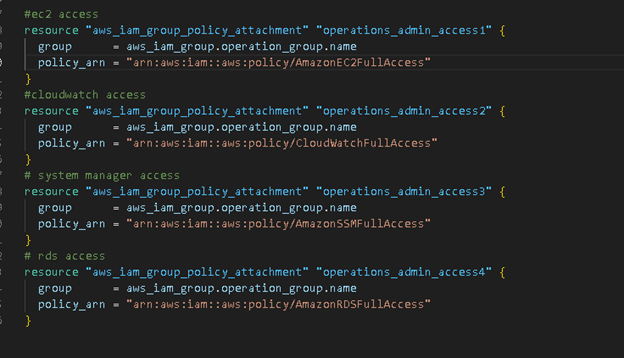 #ec2 access
resource "aws_iam_group_policy_attachment" "operations_admin_access1" {
  group      = aws_iam_group.operation_group.name
  policy_arn = "arn:aws:iam::aws:policy/AmazonEC2FullAccess"
}
#cloudwatch access
resource "aws_iam_group_policy_attachment" "operations_admin_access2" {
  group      = aws_iam_group.operation_group.name
  policy_arn = "arn:aws:iam::aws:policy/CloudWatchFullAccess"
}
# system manager access
resource "aws_iam_group_policy_attachment" "operations_admin_access3" {
  group      = aws_iam_group.operation_group.name
  policy_arn = "arn:aws:iam::aws:policy/AmazonSSMFullAccess"
}
# rds access
resource "aws_iam_group_policy_attachment" "operations_admin_access4" {
  group      = aws_iam_group.operation_group.name
  policy_arn = "arn:aws:iam::aws:policy/AmazonRDSFullAccess"
}